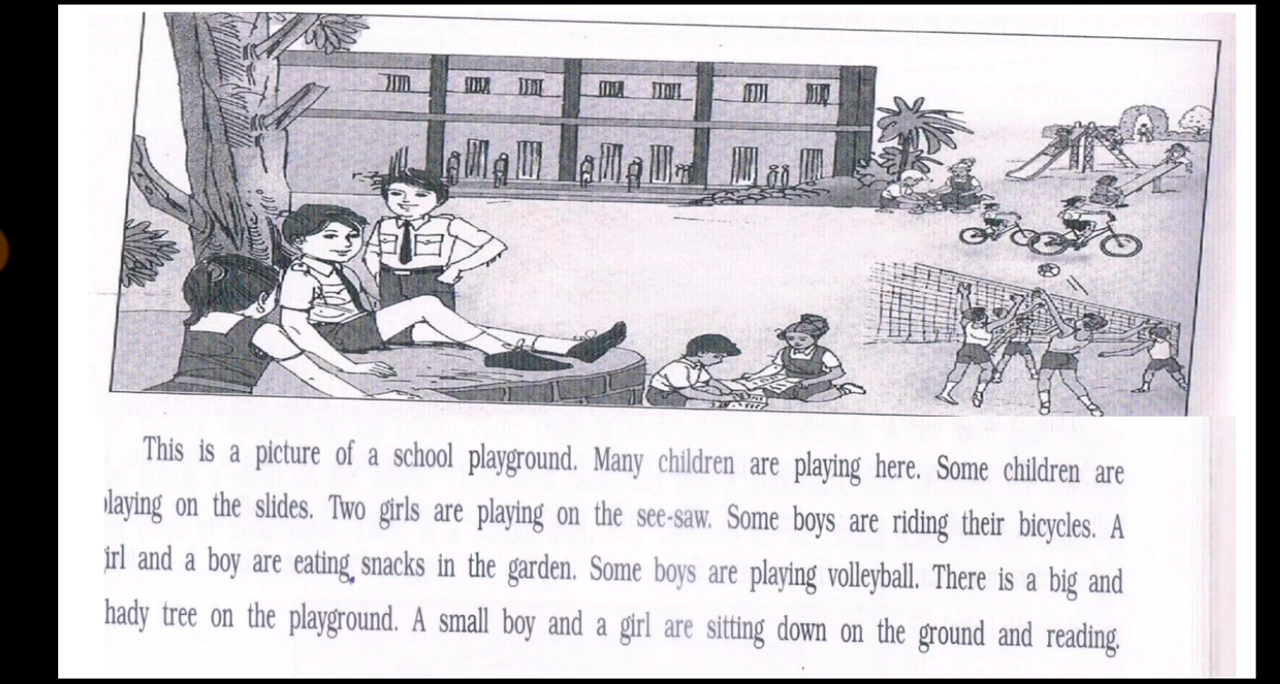 This is a picture of a school playground. Many children are playing here. Some children are
laying on the slides. Two girls are playing on the see-saw. Some boys are riding their bicycles. A
irl and a boy are eating snacks in the garden. Some boys are playing volleyball. There is a big and
hady tree on the playground. A small boy and a girl are sitting down on the ground and reading.